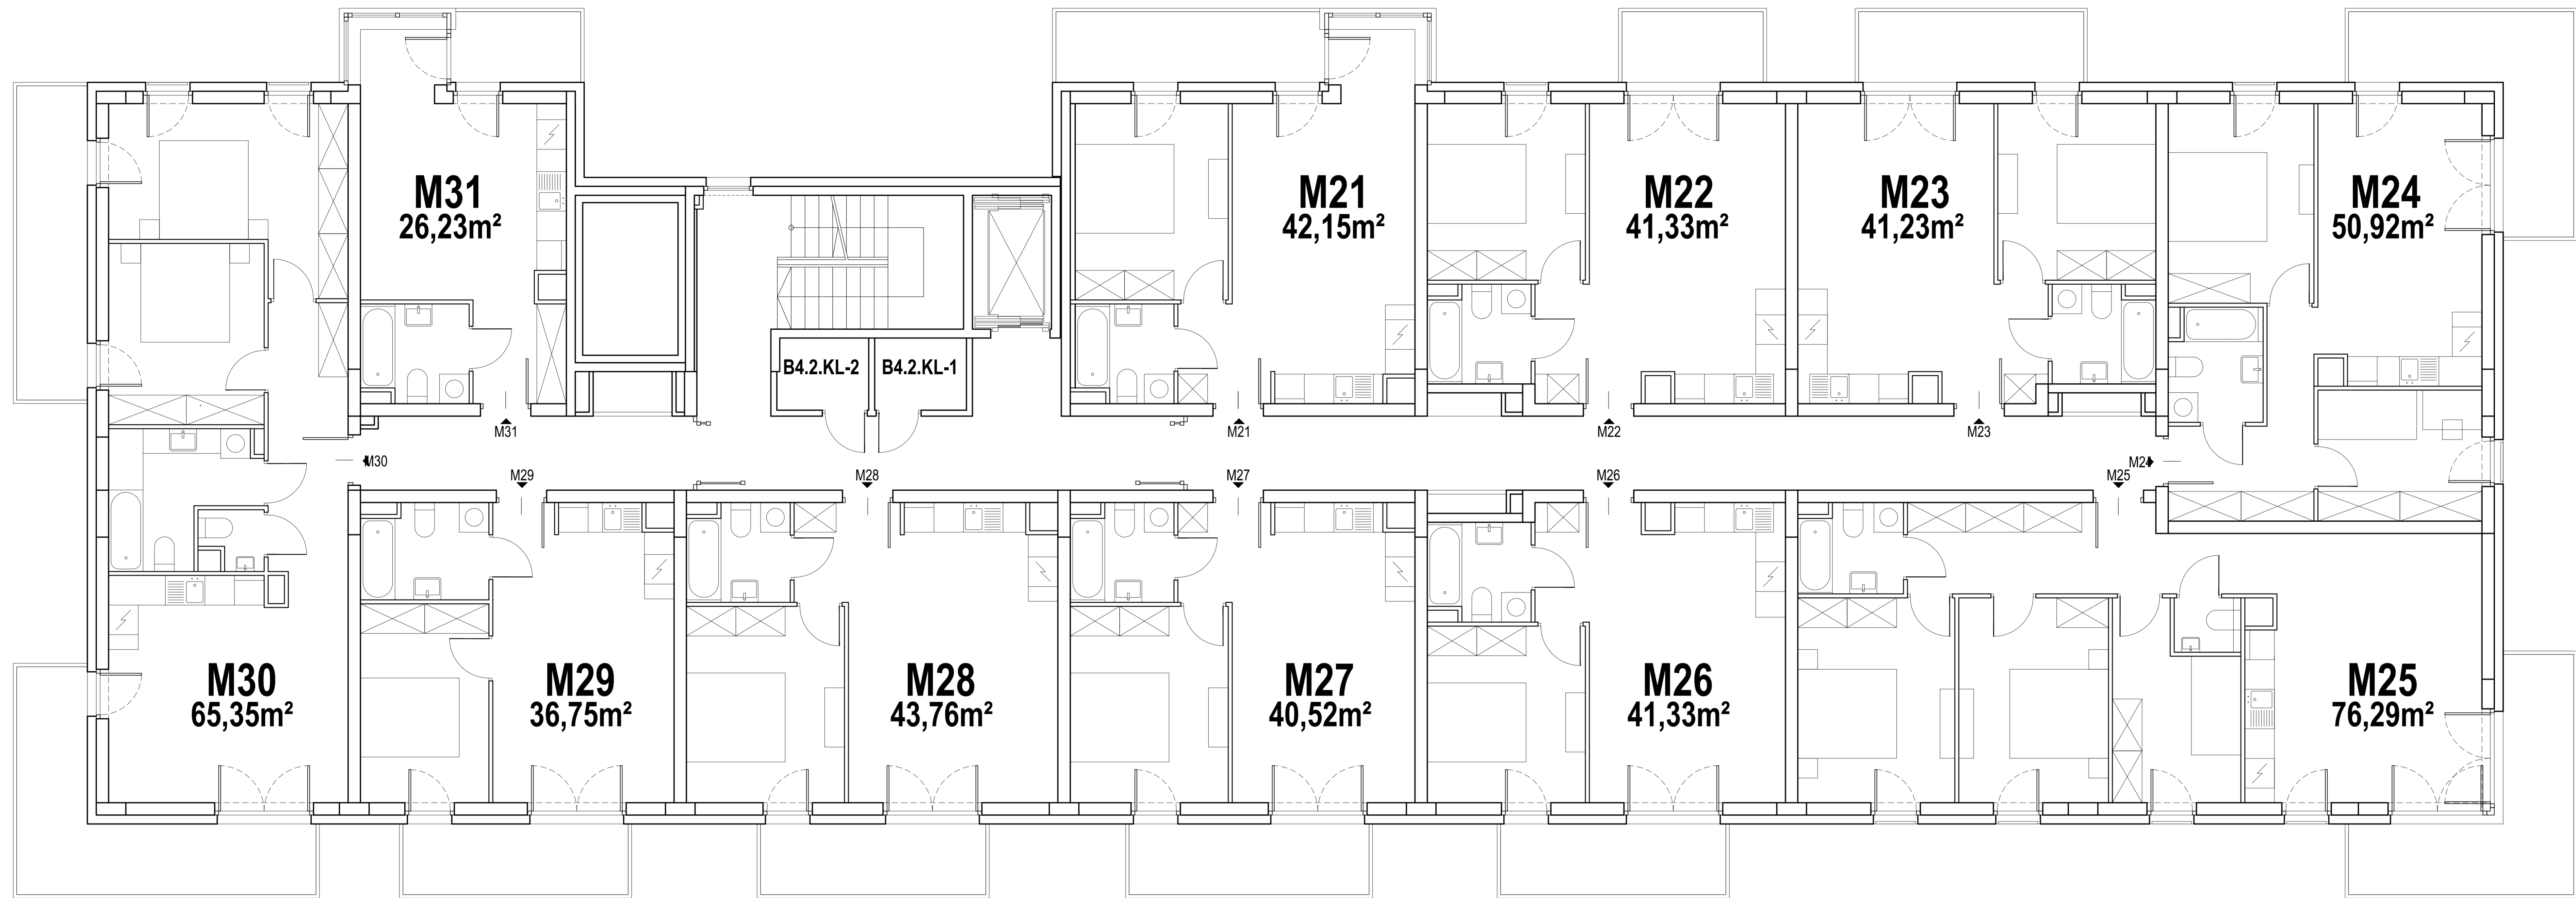 M31
26,23m²
M21
42,15m²
M22
41,33m²
M23
41,23m²
M24
50,92m²
B4.2.KL-2
B4.2.KL-1
M31
M21
M22
M23
M30
M24
M29
M28
M27
M26
M25
M30
65,35m²
M29
36,75m²
M28
43,76m²
M27
40,52m²
M26
41,33m²
M25
76,29m²